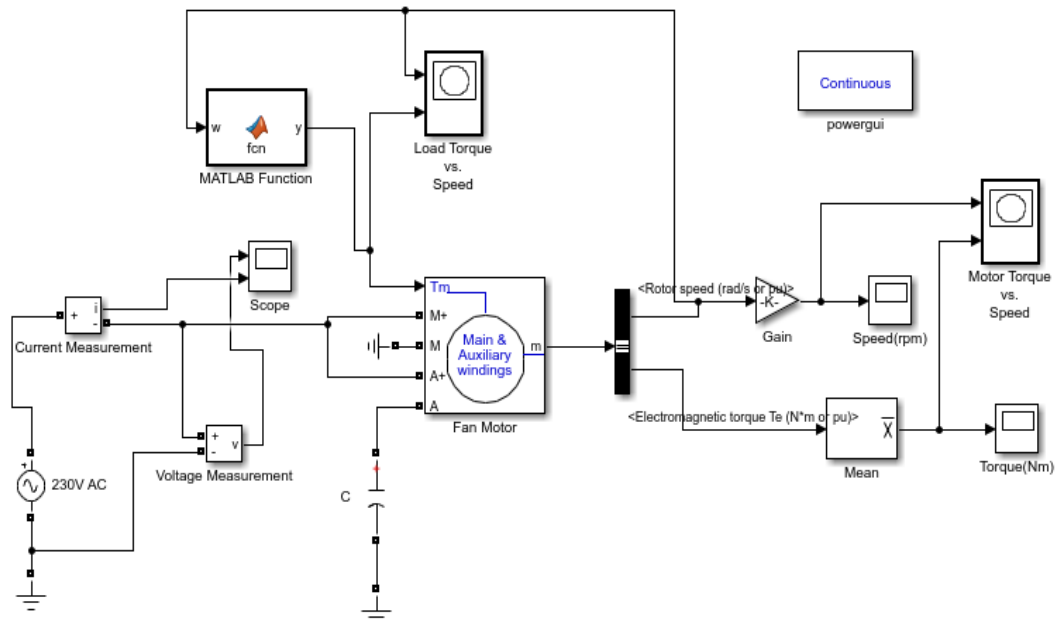 Continuous
powergui
w
y
fcn
MATLAB Function
Load Torque
vs.
Speed
Scope
i
+
-
Current Measurement
+
-
v
Voltage Measurement
+
230V AC
Tm
M+
M
A+
A
m
Main &
Auxiliary
windings
Fan Motor
C
+
<Rotor speed (rad/s or pu)>
<Electromagnetic torque Te (N*m or pu)>
-K-
Gain
Speed(rpm)
Motor Torque
vs.
Speed
X
Mean
Torque(Nm)